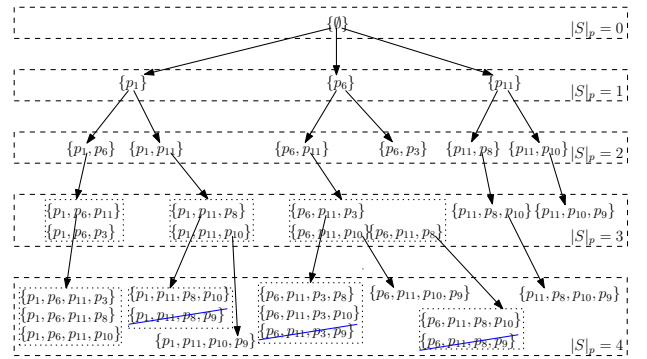 {∅}
|S|ₚ = 0
{p₁} {p₆} {p₁₁}
|S|ₚ = 1
{p₁, p₆} {p₁, p₁₁} {p₆, p₁₁} {p₆, p₃} {p₁₁, p₈} {p₁₁, p₁₀}
|S|ₚ = 2
{p₁, p₆, p₁₁} {p₁, p₁₁, p₈} {p₆, p₁₁, p₃} {p₁₁, p₈, p₁₀} {p₁₁, p₁₀, p₉}
{p₁, p₆, p₃} {p₁, p₁₁, p₁₀} {p₆, p₁₁, p₁₀} {p₆, p₁₁, p₈}
|S|ₚ = 3
{p₁, p₆, p₁₁, p₃} {p₁, p₁₁, p₈, p₁₀} {p₆, p₁₁, p₃, p₈} {p₆, p₁₁, p₁₀, p₉} {p₁₁, p₈, p₁₀, p₉}
{p₁, p₆, p₁₁, p₈} {p₁, p₁₁, p₈, p₉} {p₆, p₁₁, p₃, p₁₀} {p₆, p₁₁, p₈, p₁₀}
{p₁, p₆, p₁₁, p₁₀} {p₁, p₁₁, p₁₀, p₉} {p₆, p₁₁, p₃, p₉} {p₆, p₁₁, p₈, p₉}
|S|ₚ = 4